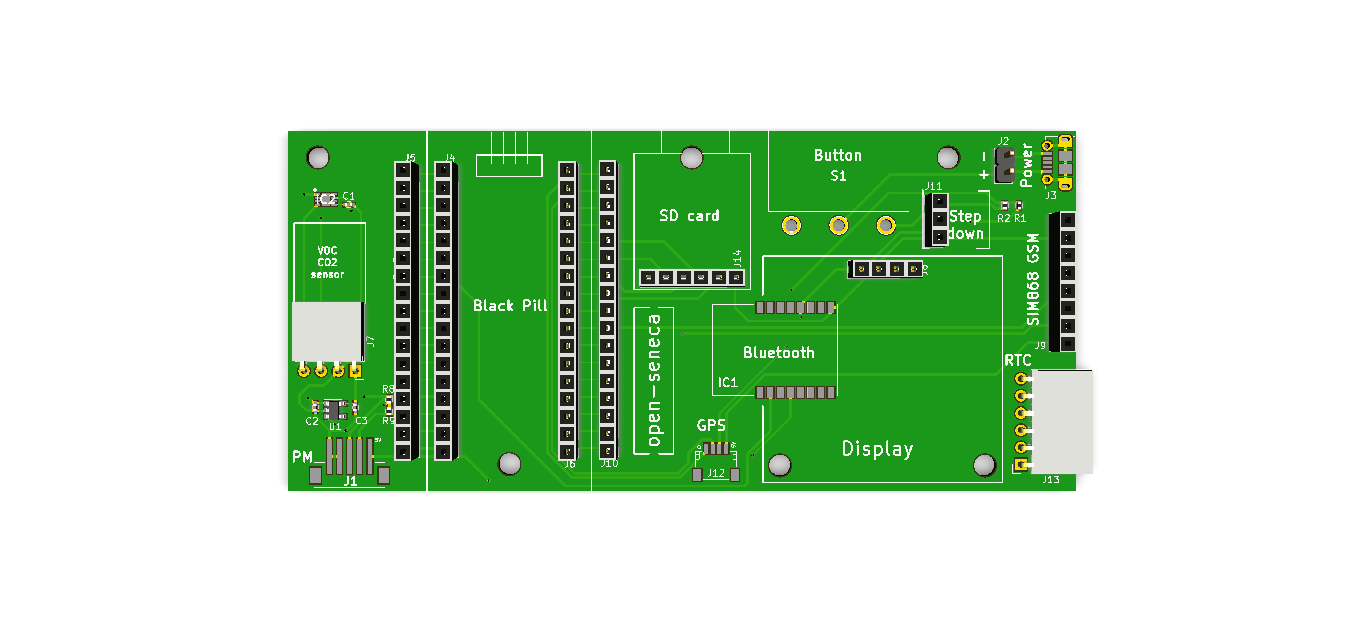 J5
J4
Button
S1
J2
-
+
Power
J3
C1
SD card
J11
Step
down
R2
R1
VOC
CO2
sensor
J14
SIM868 GSM
Black Pill
J7
open-seneca
Bluetooth
IC1
J9
RTC
R8
R9
C2
U1
C3
GPS
PM
J1
J6
J10
J12
Display
J13